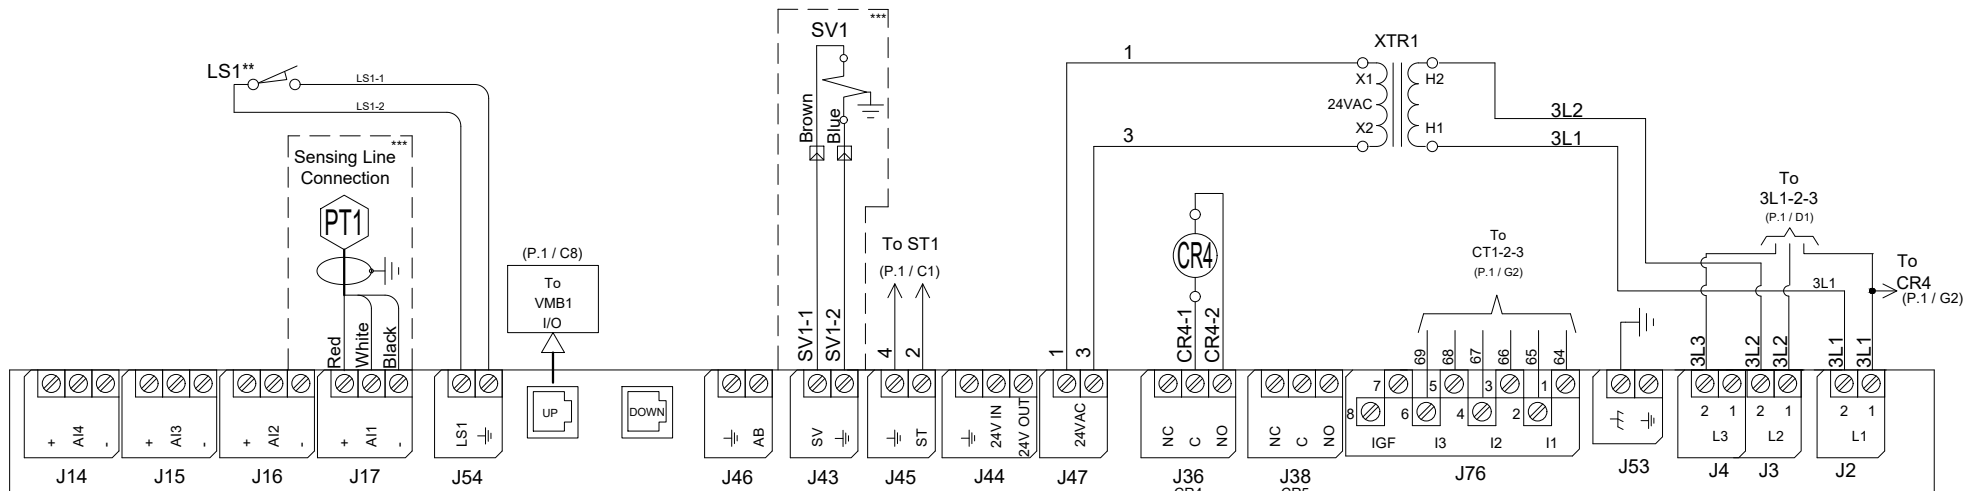 SV1
***
LS1**
LS1-1
LS1-2
***
Sensing Line
Connection
PT1
Red
White
Black
(P.1 / C8)
To
VMB1
I/O
Brown
Blue
SV1-1
SV1-2
To ST1
(P.1 / C1)
4
2
1
3
1
3
XTR1
X1
H2
24VAC
X2
H1
3L2
3L1
CR4
CR4-1
CR4-2
To
CT1-2-3
(P.1 / G2)
69
68
67
66
65
64
To
3L1-2-3
(P.1 / D1)
3L1
To
CR4
(P.1 / G2)
3L3
3L2
3L2
3L1
3L1
+ AI4 -
J14
+ AI3 -
J15
+ AI2 -
J16
+ AI1 -
J17
LS1
J54
UP
DOWN
AB
J46
SV
J43
ST
J45
24V IN
24V OUT
J44
24VAC
J47
NC
C
NO
J36
CR4
NC
C
NO
J38
CR5
7
5
3
1
8
6
4
2
IGF
I3
I2
I1
J76
J53
2
1
L3
J4
2
1
L2
J3
2
1
L1
J2